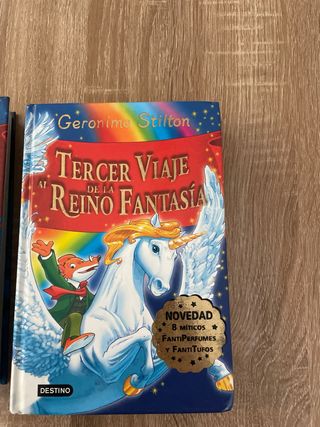 Geronimo Stilton
TERCER VIAJE
AL REINO DE LA FANTASÍA
NOVEDAD
8 MÍTICOS
FANTIPERFUMES
Y FANTITUFOS
DESTINO